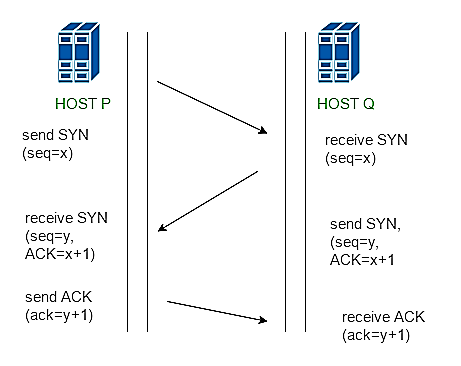 HOST P
HOST Q
send SYN
(seq=x)
receive SYN
(seq=x)
receive SYN
(seq=y,
ACK=x+1)
send SYN,
(seq=y,
ACK=x+1
send ACK
(ack=y+1)
receive ACK
(ack=y+1)